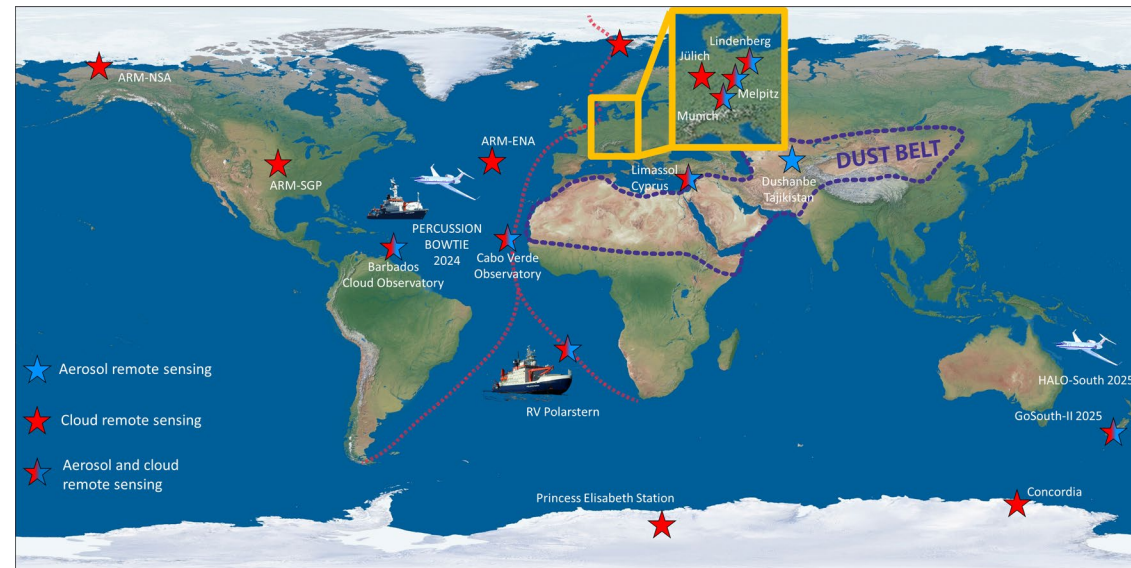 Lindenberg
Jülich
Melpitz
Munich
ARM-NSA
ARM-ENA
ARM-SGP
DUST BELT
Limassol
Cyprus
Dushanbe
Tajikistan
PERCUSSION
BOWTIE
2024
Cabo Verde
Observatory
Barbados
Cloud Observatory
Aerosol remote sensing
Cloud remote sensing
Aerosol and cloud
remote sensing
RV Polarstern
HALO-South 2025
GoSouth-II 2025
Princess Elisabeth Station
Concordia